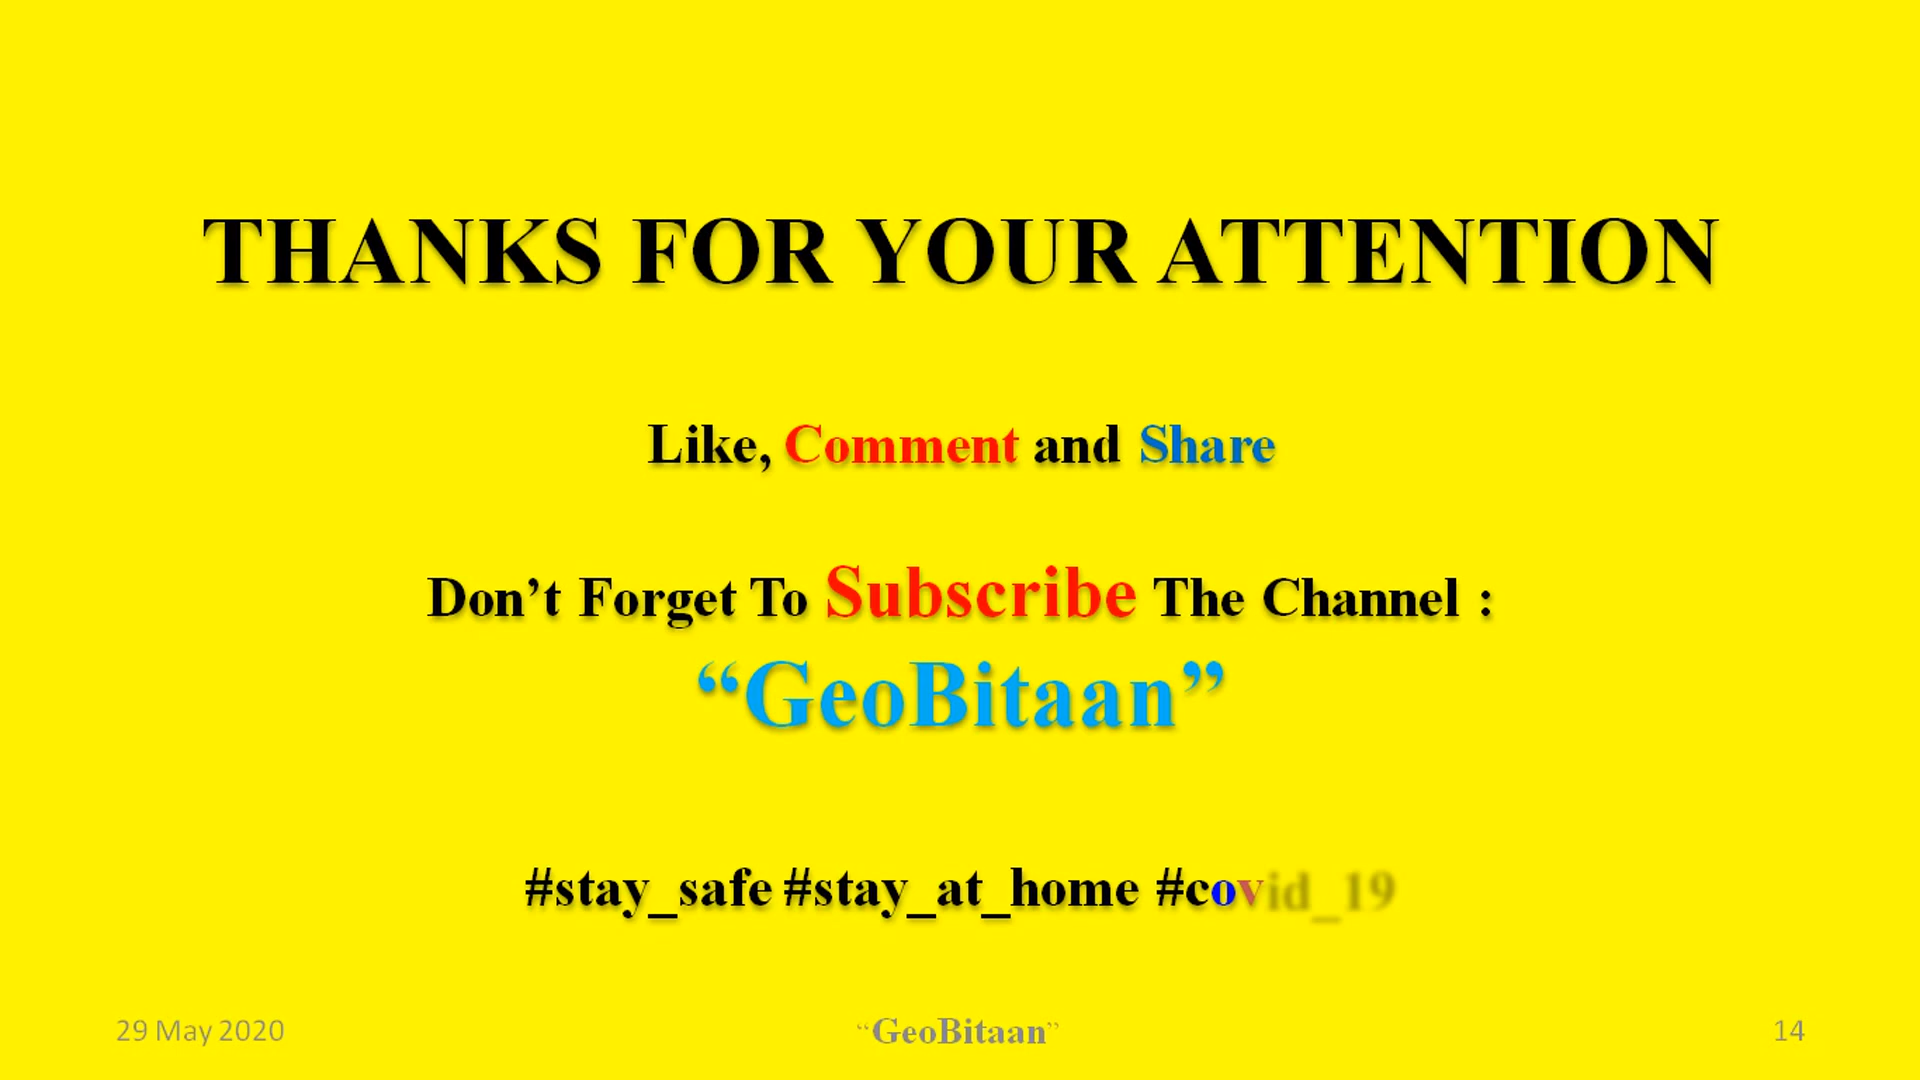 THANKS FOR YOUR ATTENTION
Like, Comment and Share
Don’t Forget To Subscribe The Channel :
“GeoBitaan”
#stay_safe #stay_at_home #covid_19
29 May 2020
“GeoBitaan”
14